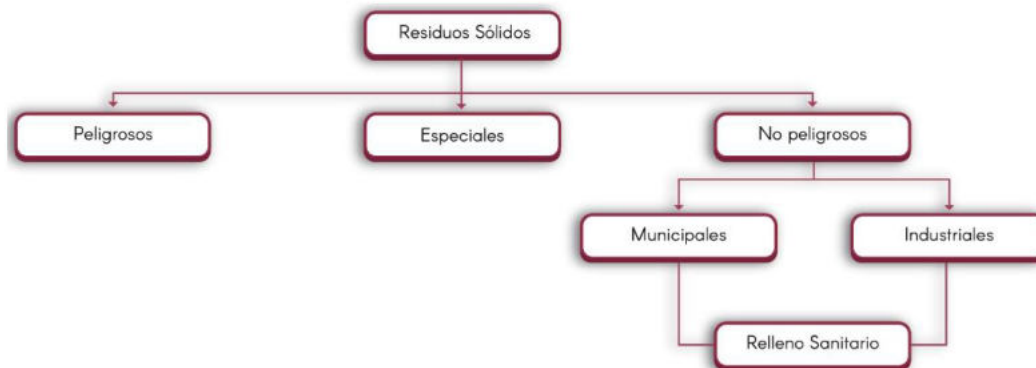 Residuos Sólidos
Peligrosos
Especiales
No peligrosos
Municipales
Industriales
Relleno Sanitario